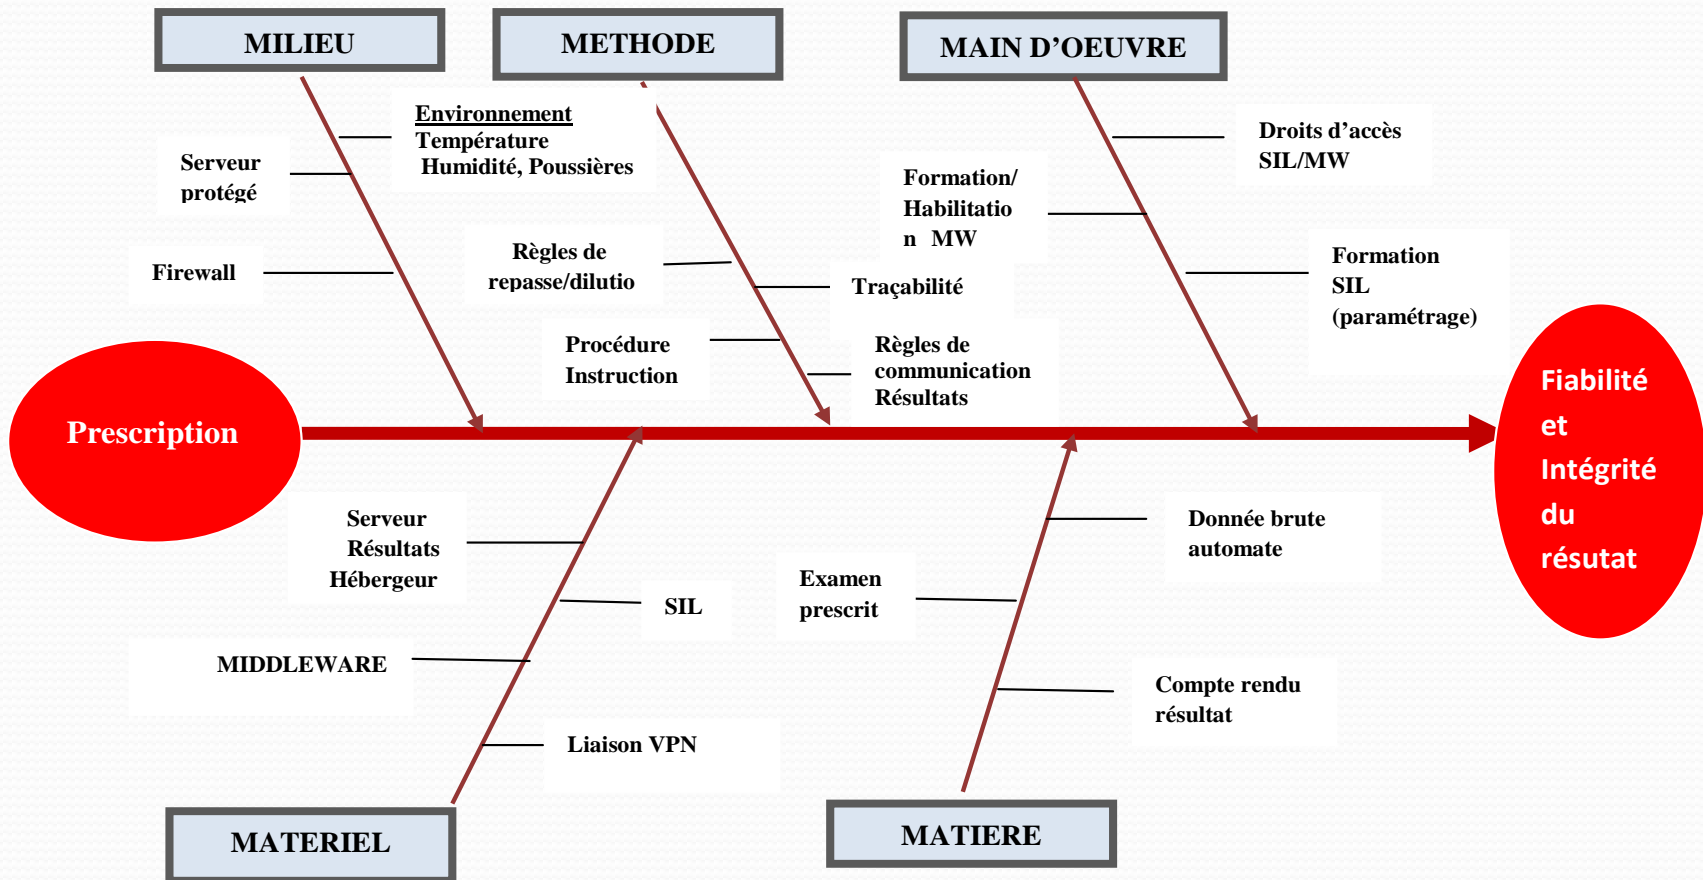 MILIEU
METHODE
MAIN D’OEUVRE
Environnement
Température
Humidité, Poussières
Serveur
protégé
Firewall
Règles de
repasse/dilutio
Procédure
Instruction
Traçabilité
Règles de
communication
Résultats
Formation/
Habilitatio
n MW
Droits d’accès
SIL/MW
Formation
SIL
(paramétrage)
Prescription
Fiabilité
et
Intégrité
du
résutat
Serveur
Résultats
Hébergeur
SIL
MIDDLEWARE
Liaison VPN
Donnée brute
automate
Examen
prescrit
Compte rendu
résultat
MATERIEL
MATIERE